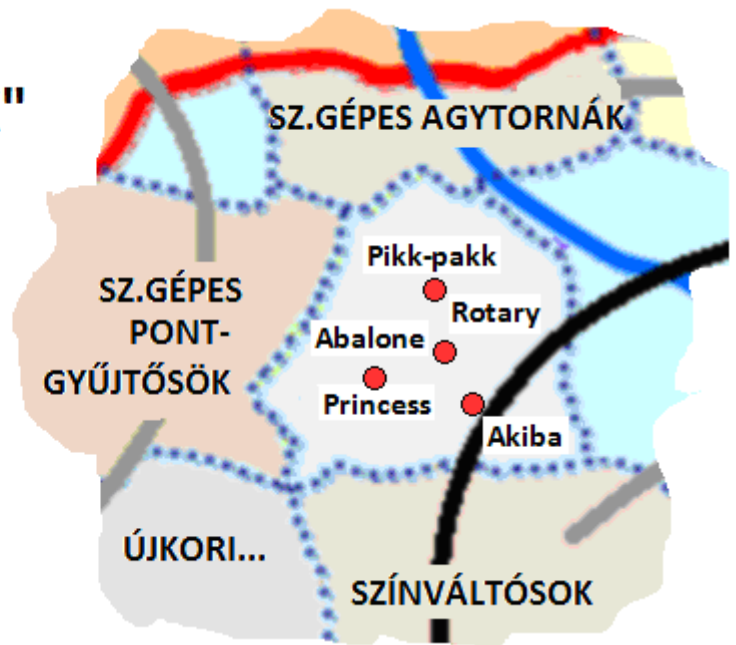 "
SZ.GÉPES AGYTORNÁK
Pikk-pakk
SZ.GÉPES
PONT-
GYŰJTŐSÖK
Rotary
Abalone
Princess
Akiba
ÚJKORI...
SZÍNVÁLTÓSOK